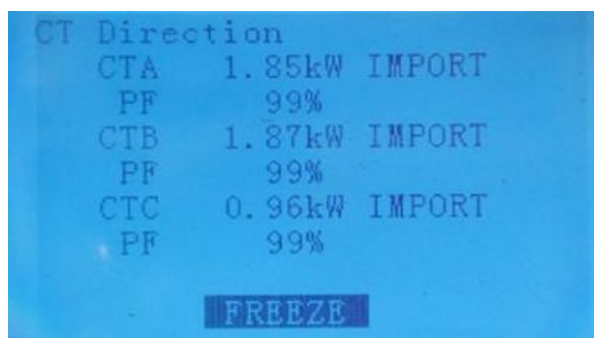 CT Direction
CTA 1.85kW IMPORT
PF 99%
CTB 1.87kW IMPORT
PF 99%
CTC 0.96kW IMPORT
PF 99%
FREEZE